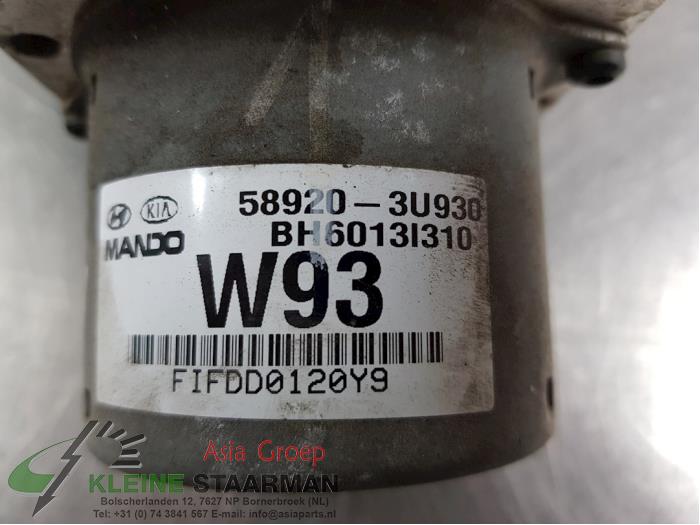 58920-3U930
KIA
BH6013I310
MANDO
W93
FIFDD0120Y9
Asia Groep
KLEINE STAARMAN
Bolscherlanden 12, 7627 NP Bornerbroek (NL)
Tel: +31 (0) 74 3841 567 E-mail: info@asiaparts.nl